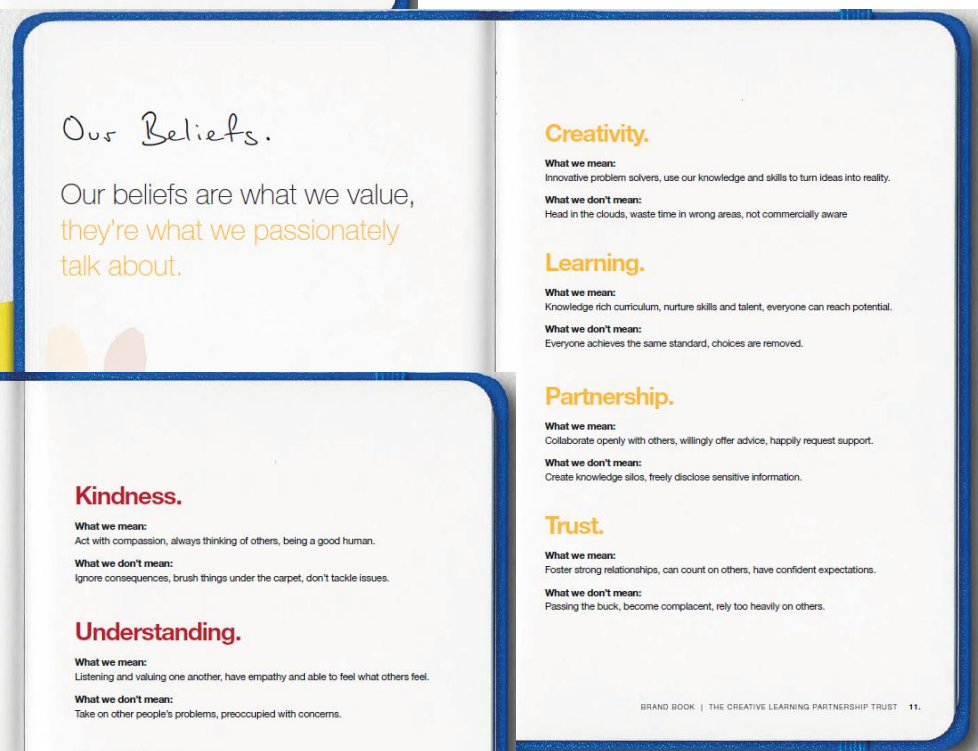 Our Beliefs.
Our beliefs are what we value,
they're what we passionately
talk about.
Creativity.
What we mean:
Innovative problem solvers, use our knowledge and skills to turn ideas into reality.
What we don't mean:
Head in the clouds, waste time in wrong areas, not commercially aware
Learning.
What we mean:
Knowledge rich curriculum, nurture skills and talent, everyone can reach potential.
What we don't mean:
Everyone achieves the same standard, choices are removed.
Partnership.
What we mean:
Collaborate openly with others, willingly offer advice, happily request support.
What we don't mean:
Create knowledge silos, freely disclose sensitive information.
Trust.
What we mean:
Foster strong relationships, can count on others, have confident expectations.
What we don't mean:
Passing the buck, become complacent, rely too heavily on others.
BRAND BOOK | THE CREATIVE LEARNING PARTNERSHIP TRUST 11.
Kindness.
What we mean:
Act with compassion, always thinking of others, being a good human.
What we don't mean:
Ignore consequences, brush things under the carpet, don't tackle issues.
Understanding.
What we mean:
Listening and valuing one another, have empathy and able to feel what others feel.
What we don't mean:
Take on other people's problems, preoccupied with concerns.